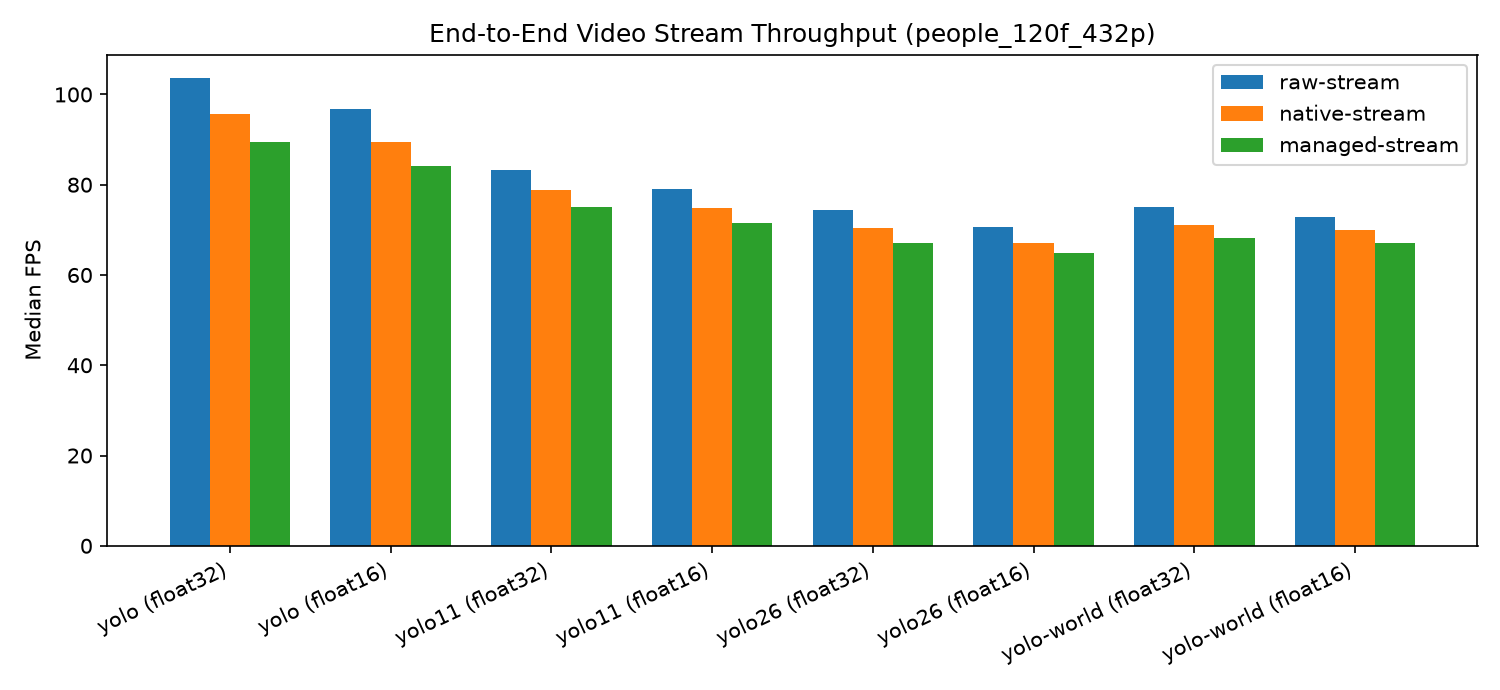 End-to-End Video Stream Throughput (people_120f_432p)
raw-stream
native-stream
managed-stream
Median FPS
100
80
60
40
20
0
yolo (float32)
yolo (float16)
yolo11 (float32)
yolo11 (float16)
yolo26 (float32)
yolo26 (float16)
yolo-world (float32)
yolo-world (float16)